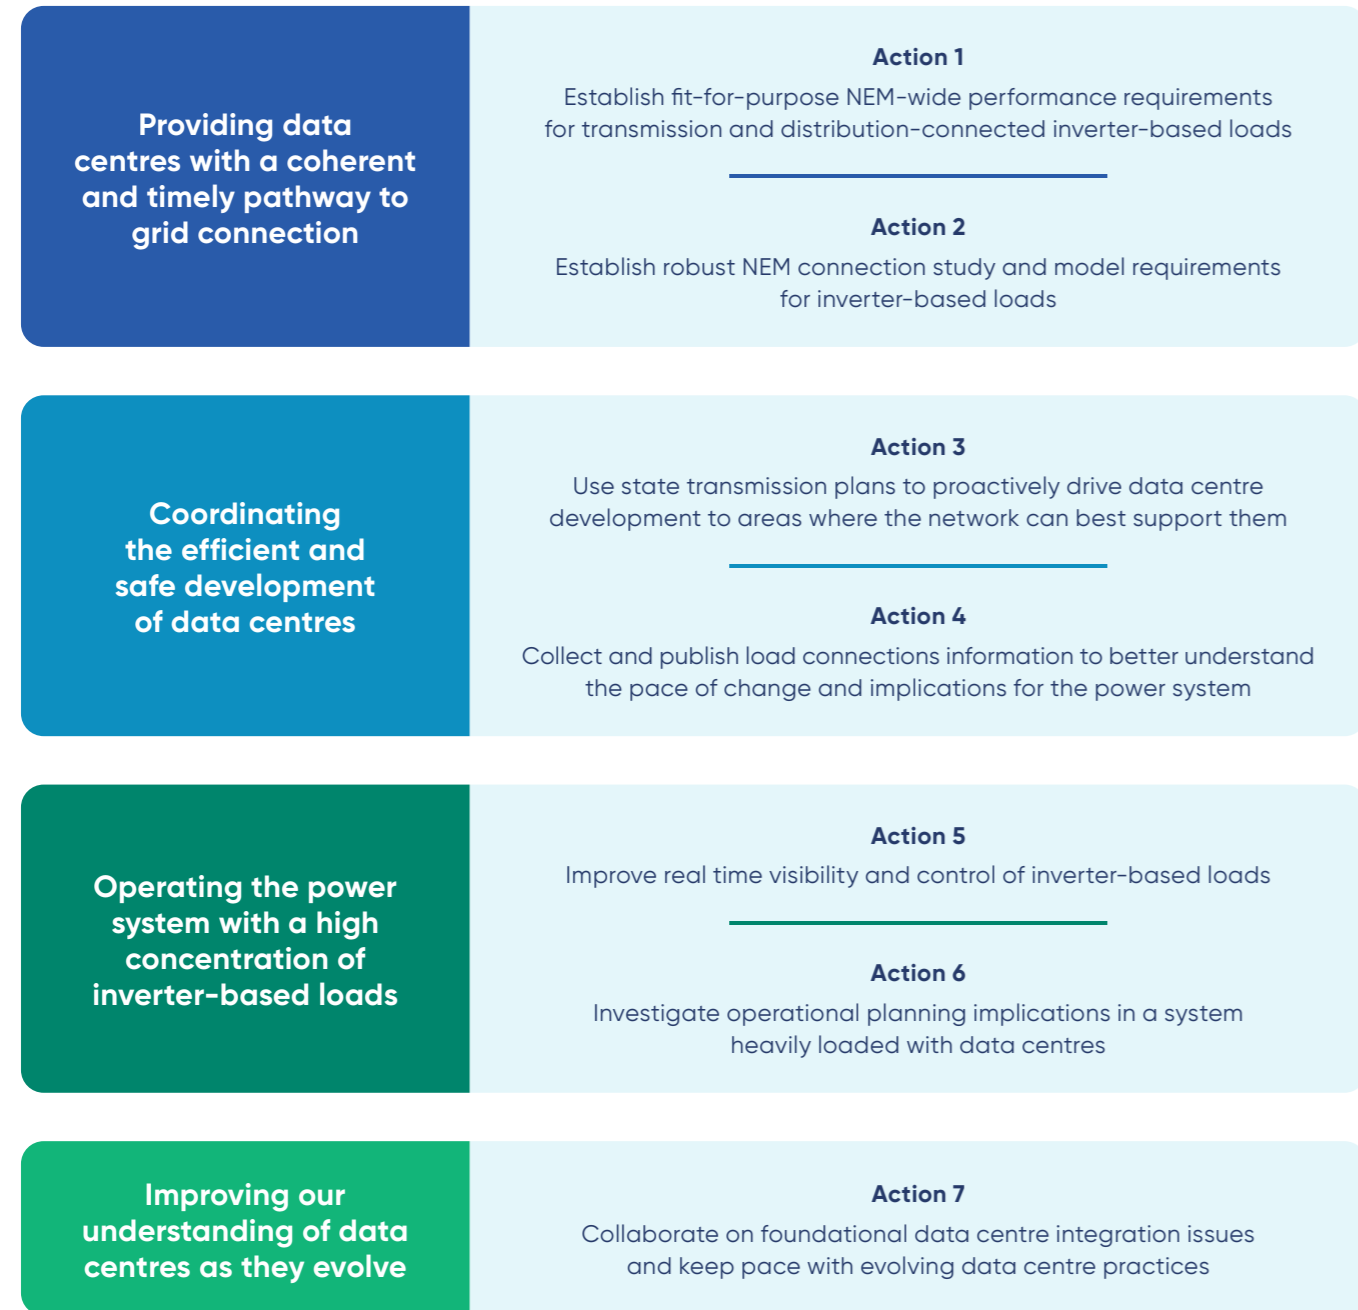 Providing data
centres with a coherent
and timely pathway to
grid connection
Action 1
Establish fit-for-purpose NEM-wide performance requirements
for transmission and distribution-connected inverter-based loads
Action 2
Establish robust NEM connection study and model requirements
for inverter-based loads
Coordinating
the efficient and
safe development
of data centres
Action 3
Use state transmission plans to proactively drive data centre
development to areas where the network can best support them
Action 4
Collect and publish load connections information to better understand
the pace of change and implications for the power system
Operating the power
system with a high
concentration of
inverter-based loads
Action 5
Improve real time visibility and control of inverter-based loads
Action 6
Investigate operational planning implications in a system
heavily loaded with data centres
Improving our
understanding of data
centres as they evolve
Action 7
Collaborate on foundational data centre integration issues
and keep pace with evolving data centre practices